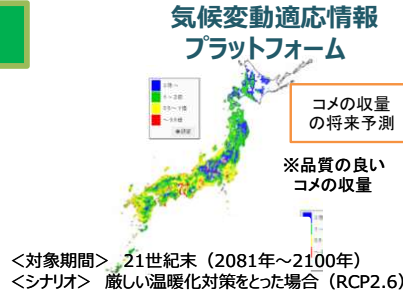 気候変動適応情報
プラットフォーム
コメの収量
の将来予測
※品質の良い
コメの収量
<対象期間> 21世紀末（2081年～2100年）
<シナリオ> 厳しい温暖化対策をとった場合（RCP2.6）